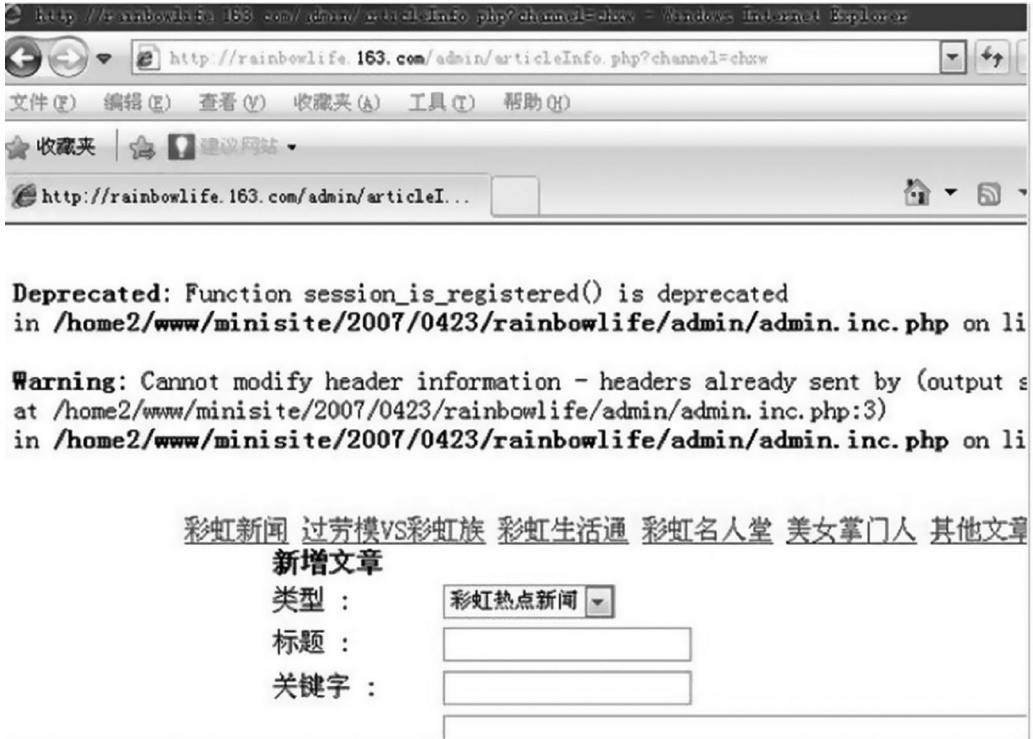 http://rainbowlife.163.com/admin/articleInfo.php?channel=chxw - Windows Internet Explorer
http://rainbowlife.163.com/admin/articleInfo.php?channel=chxw
文件(F) 编辑(E) 查看(V) 收藏夹(A) 工具(T) 帮助(H)
收藏夹 建议网站
http://rainbowlife.163.com/admin/articleI...
Deprecated: Function session_is_registered() is deprecated
in /home2/www/minisite/2007/0423/rainbowlife/admin/admin.inc.php on li
Warning: Cannot modify header information - headers already sent by (output s
at /home2/www/minisite/2007/0423/rainbowlife/admin/admin.inc.php:3)
in /home2/www/minisite/2007/0423/rainbowlife/admin/admin.inc.php on li
彩虹新闻 过劳模VS彩虹族 彩虹生活通 彩虹名人堂 美女掌门人 其他文章
新增文章
类型 : 彩虹热点新闻
标题 :
关键字 :